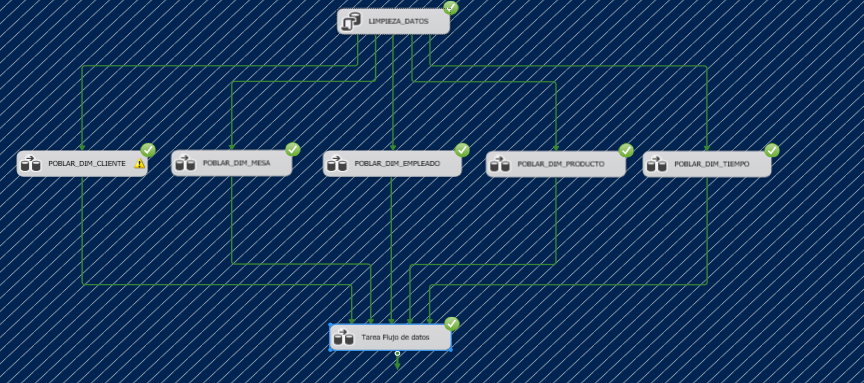 LIMPIEZA_DATOS
POBLAR_DIM_CLIENTE
POBLAR_DIM_MESA
POBLAR_DIM_EMPLEADO
POBLAR_DIM_PRODUCTO
POBLAR_DIM_TIEMPO
Tarea Flujo de datos